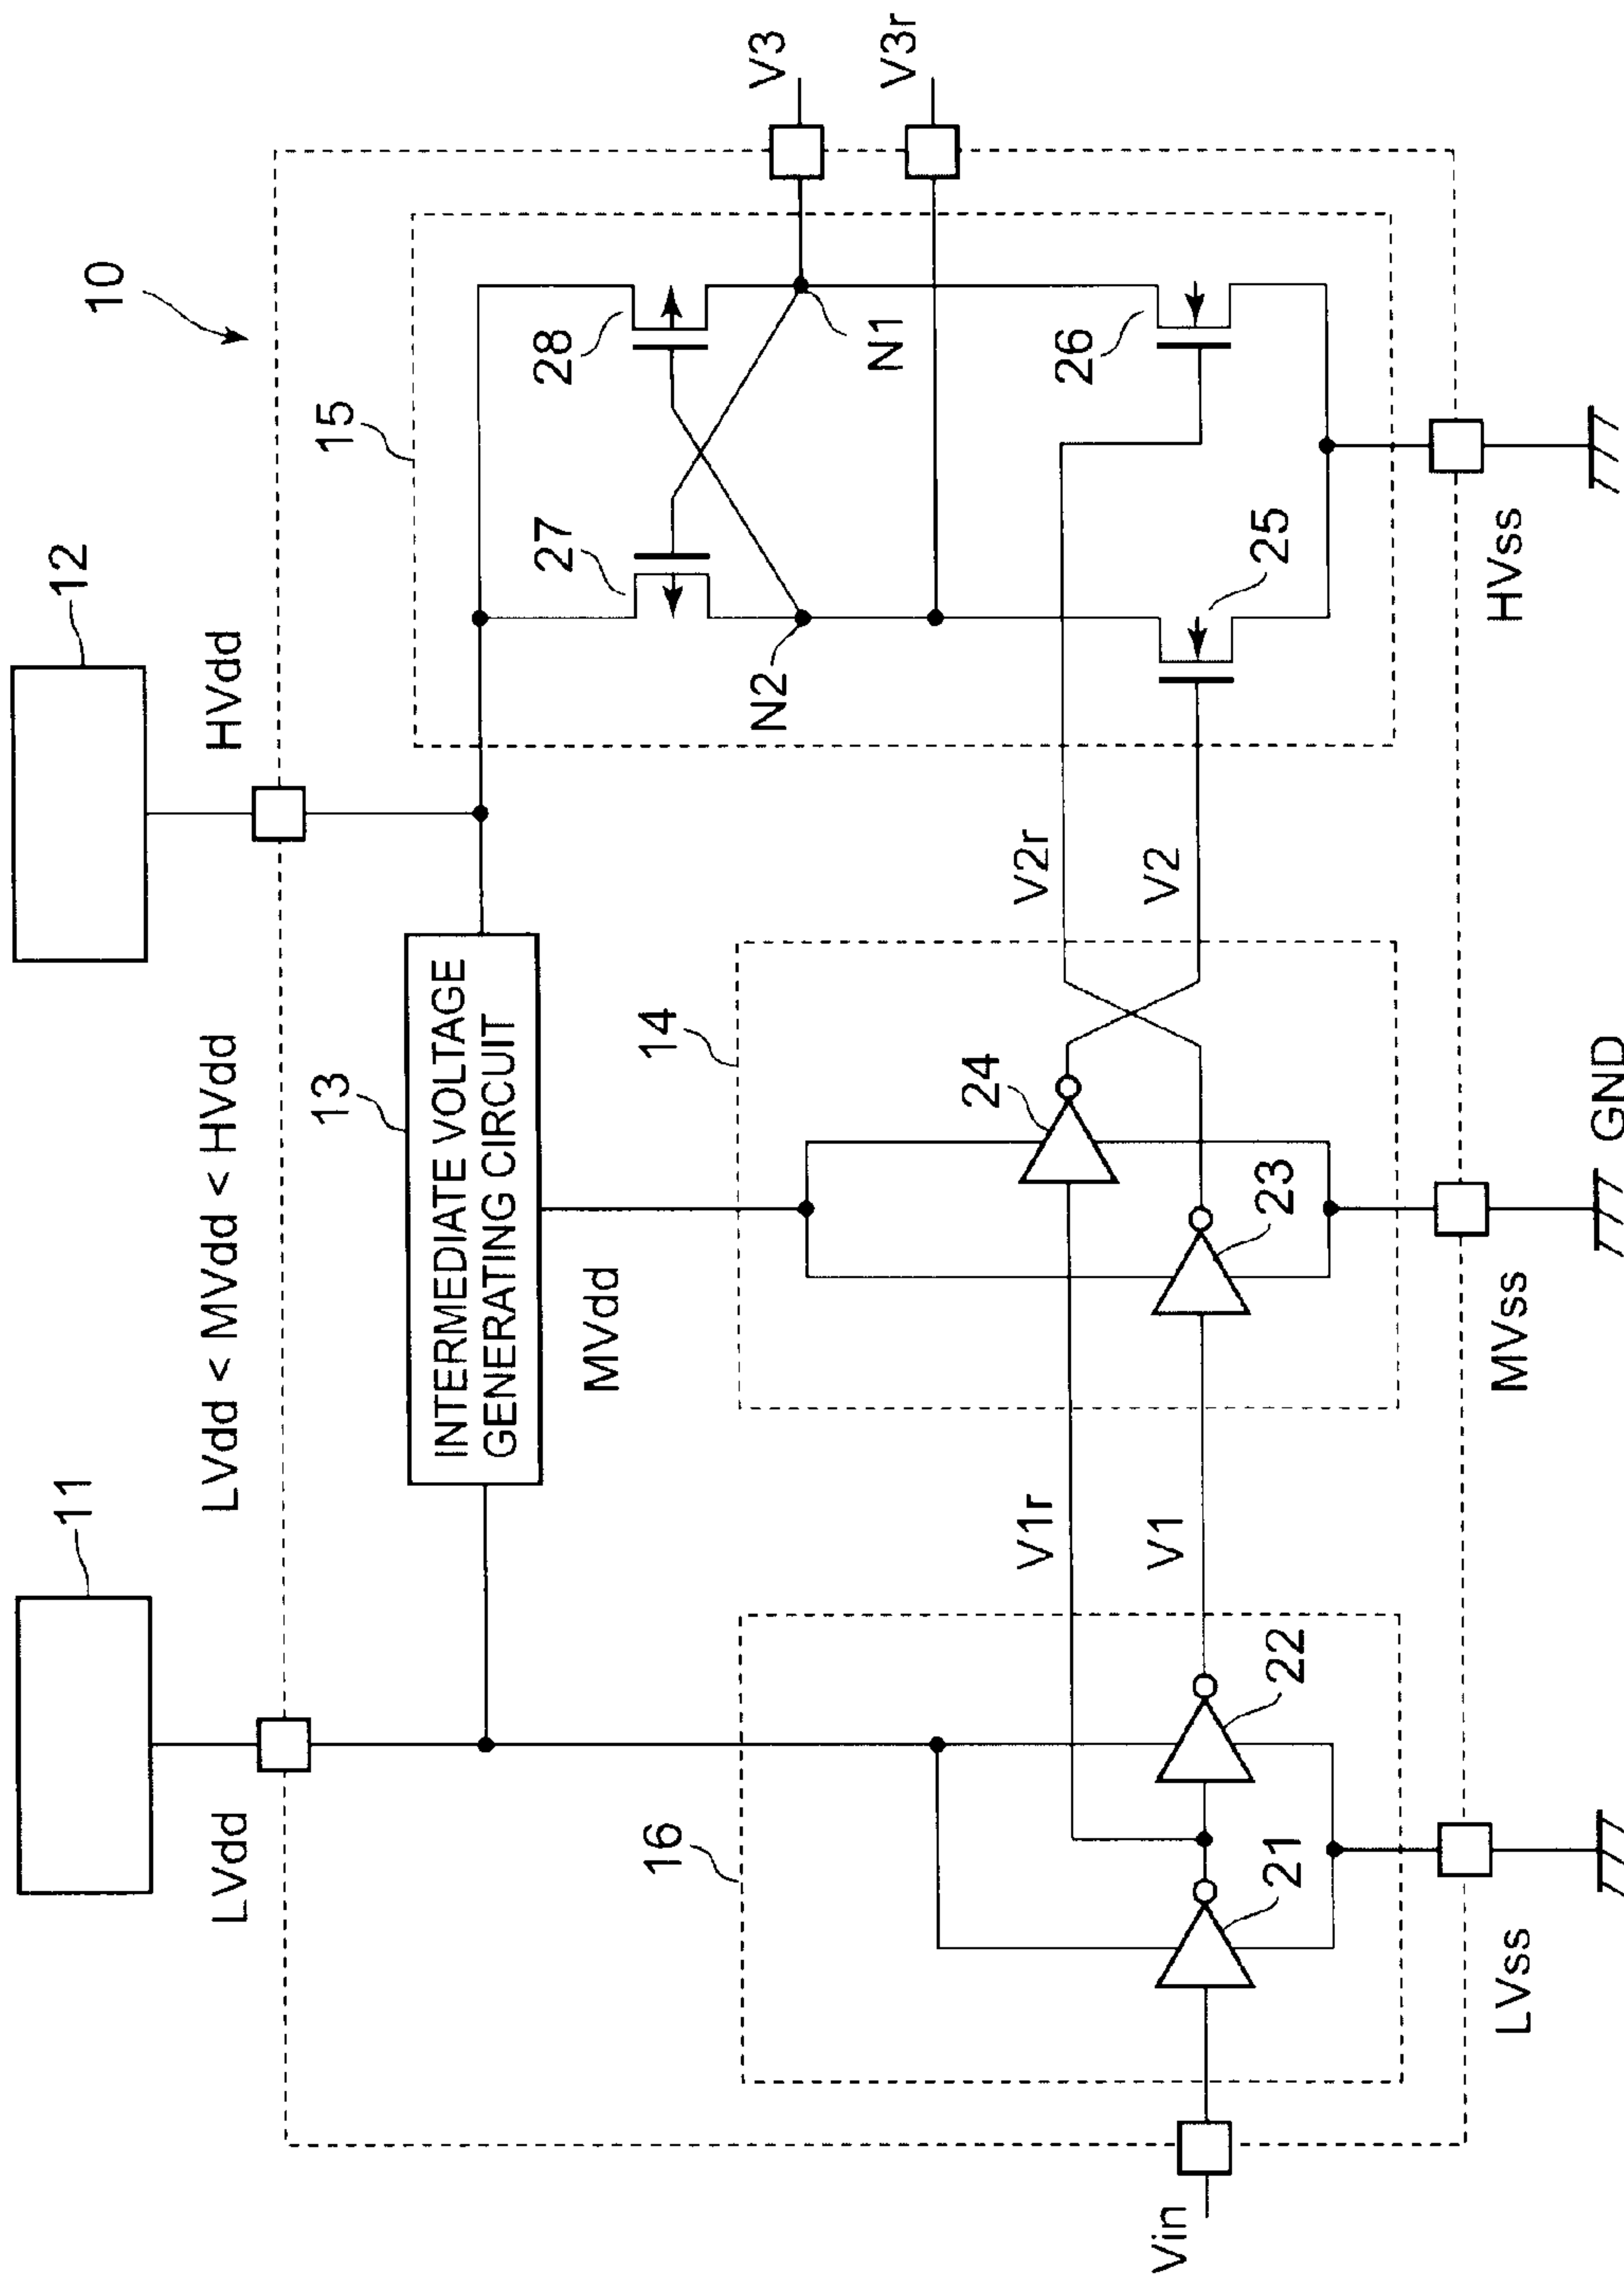 10
11
12
LVdd
LVdd < MVdd < HVdd
HVdd
13
15
INTERMEDIATE VOLTAGE
GENERATING CIRCUIT
27
28
MVdd
14
16
N2
N1
V3
V3r
24
V1r
V2r
26
Vin
21
22
V1
23
V2
25
LVss
MVss
HVss
GND